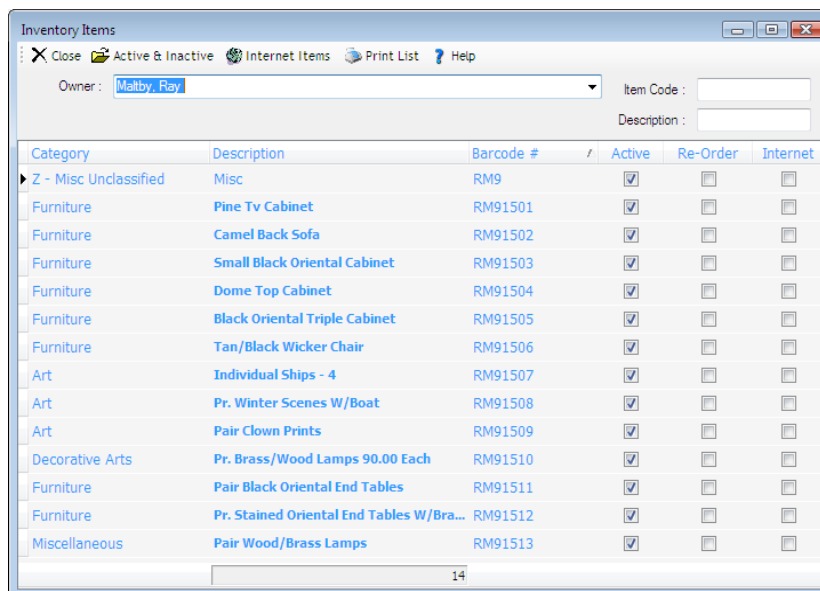 Inventory Items
Close Active & Inactive Internet Items Print List ? Help
Owner : Maltby, Ray Item Code :
Description :
Category Description Barcode # / Active Re-Order Internet
Z - Misc Unclassified Misc RM9
Furniture Pine Tv Cabinet RM91501
Furniture Camel Back Sofa RM91502
Furniture Small Black Oriental Cabinet RM91503
Furniture Dome Top Cabinet RM91504
Furniture Black Oriental Triple Cabinet RM91505
Furniture Tan/Black Wicker Chair RM91506
Art Individual Ships - 4 RM91507
Art Pr. Winter Scenes W/Boat RM91508
Art Pair Clown Prints RM91509
Decorative Arts Pr. Brass/Wood Lamps 90.00 Each RM91510
Furniture Pair Black Oriental End Tables RM91511
Furniture Pr. Stained Oriental End Tables W/Bra... RM91512
Miscellaneous Pair Wood/Brass Lamps RM91513
14